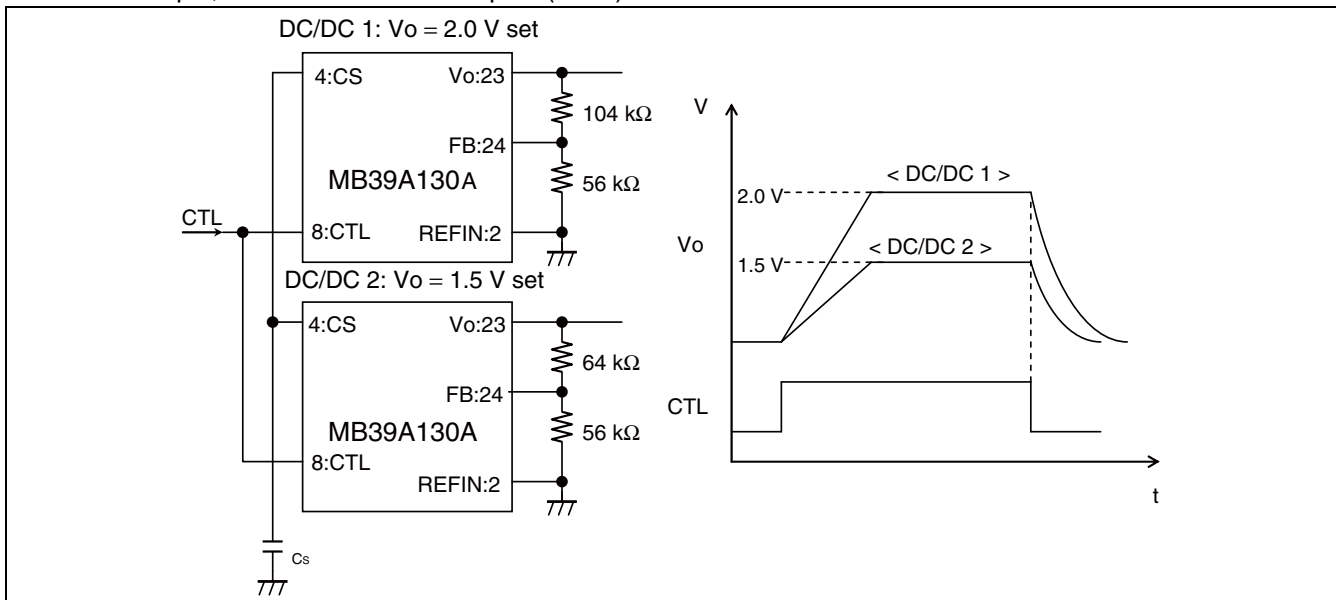 DC/DC 1: Vo = 2.0 V set
4:CS
Vo:23
104 kΩ
FB:24
MB39A130A
56 kΩ
CTL
8:CTL
REFIN:2
DC/DC 2: Vo = 1.5 V set
4:CS
Vo:23
64 kΩ
FB:24
MB39A130A
56 kΩ
8:CTL
REFIN:2
Cs
V
< DC/DC 1 >
2.0 V
Vo
< DC/DC 2 >
1.5 V
CTL
t